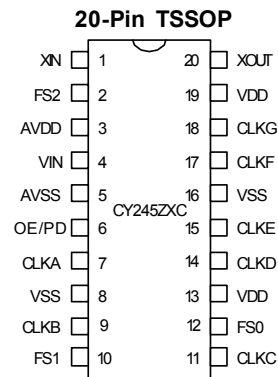 20-Pin TSSOP
XIN 1 20 XOUT
FS2 2 19 VDD
AVDD 3 18 CLKG
VIN 4 17 CLKF
AVSS 5 16 VSS
CY245ZXC
OE/PD 6 15 CLKE
CLKA 7 14 CLKD
VSS 8 13 VDD
CLKB 9 12 FS0
FS1 10 11 CLKC